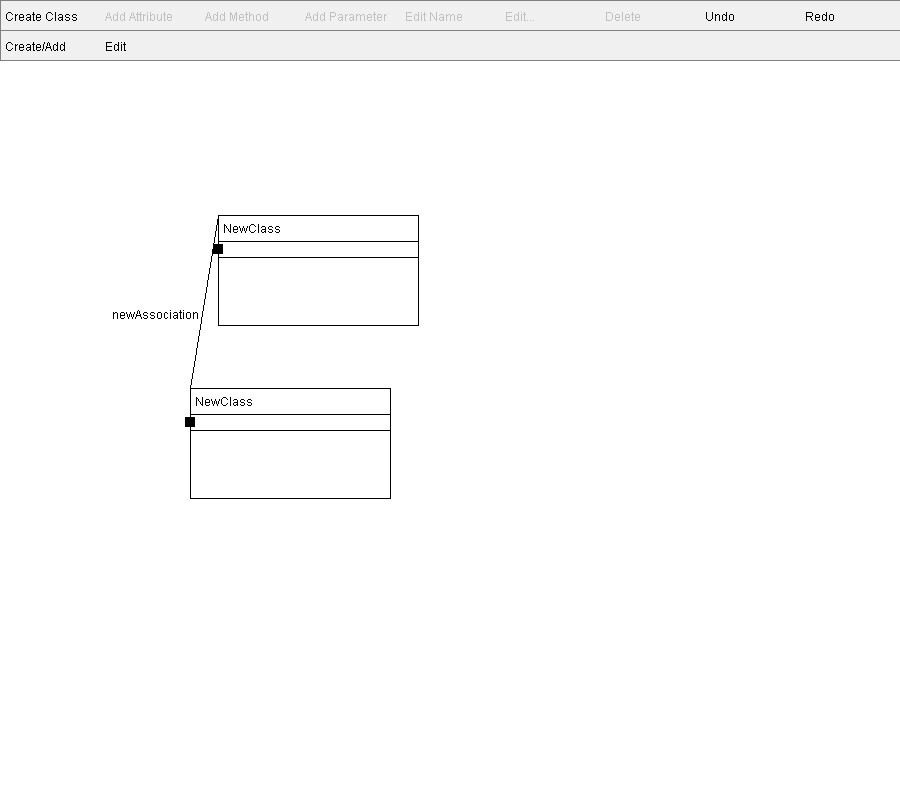 Create Class Add Attribute Add Method Add Parameter Edit Name Edit... Delete Undo Redo
Create/Add Edit
NewClass
newAssociation
NewClass